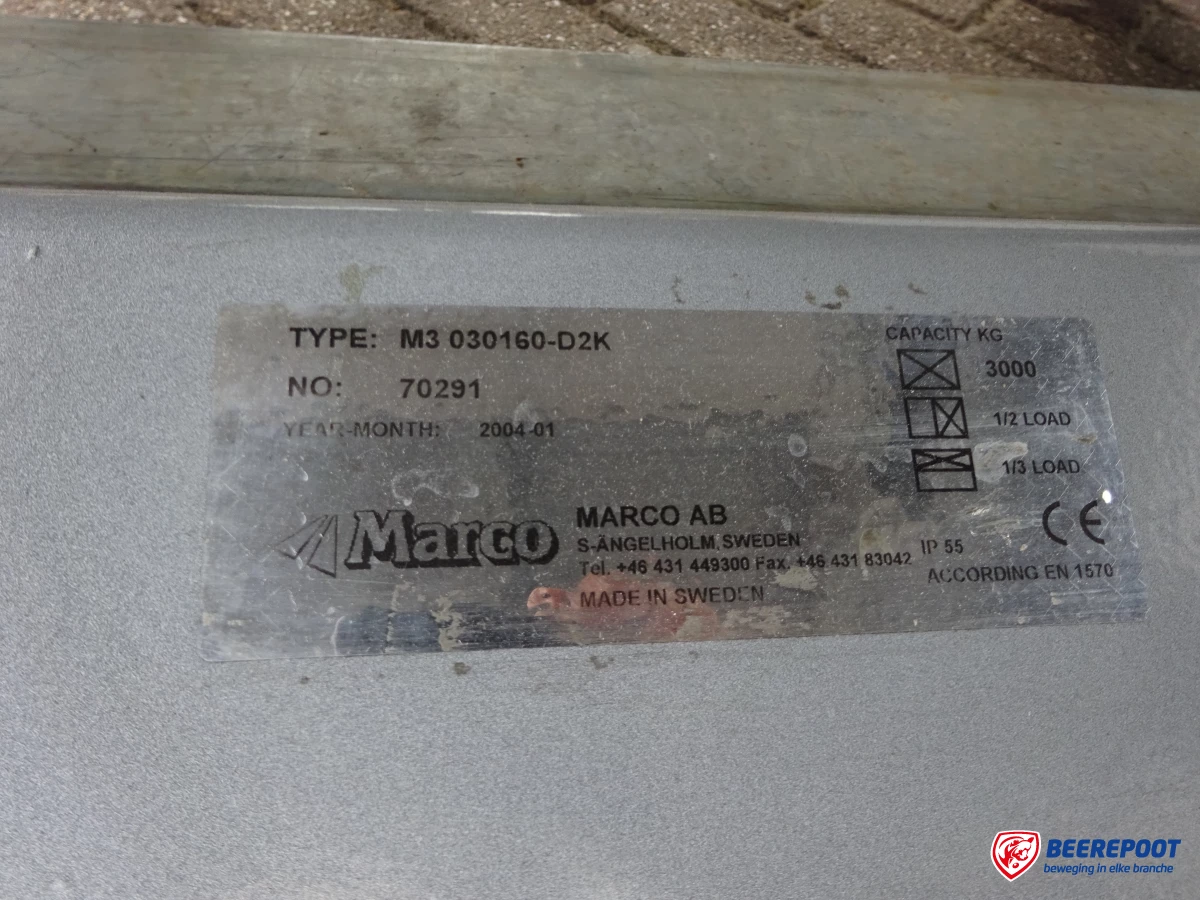 TYPE: M3 030160-D2K
NO: 70291
YEAR-MONTH: 2004-01
CAPACITY KG
3000
1/2 LOAD
1/3 LOAD
Marco
MARCO AB
S-ÄNGELHOLM, SWEDEN
Tel. +46 431 449300 Fax. +46 431 83042
MADE IN SWEDEN
CE
IP 55
ACCORDING EN 1570
BEEREPOOT
beweging in elke branche